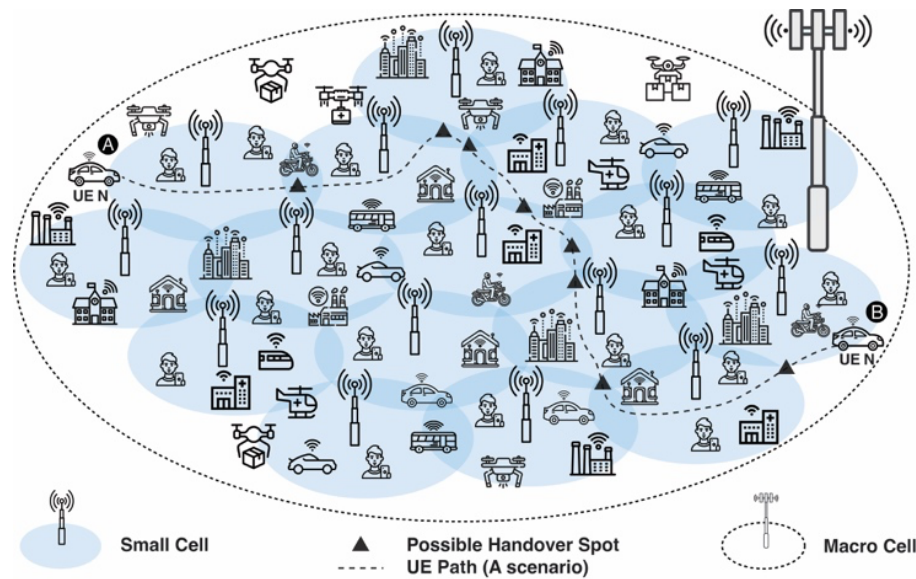 A
UE N
B
UE N
Small Cell
Possible Handover Spot
UE Path (A scenario)
Macro Cell